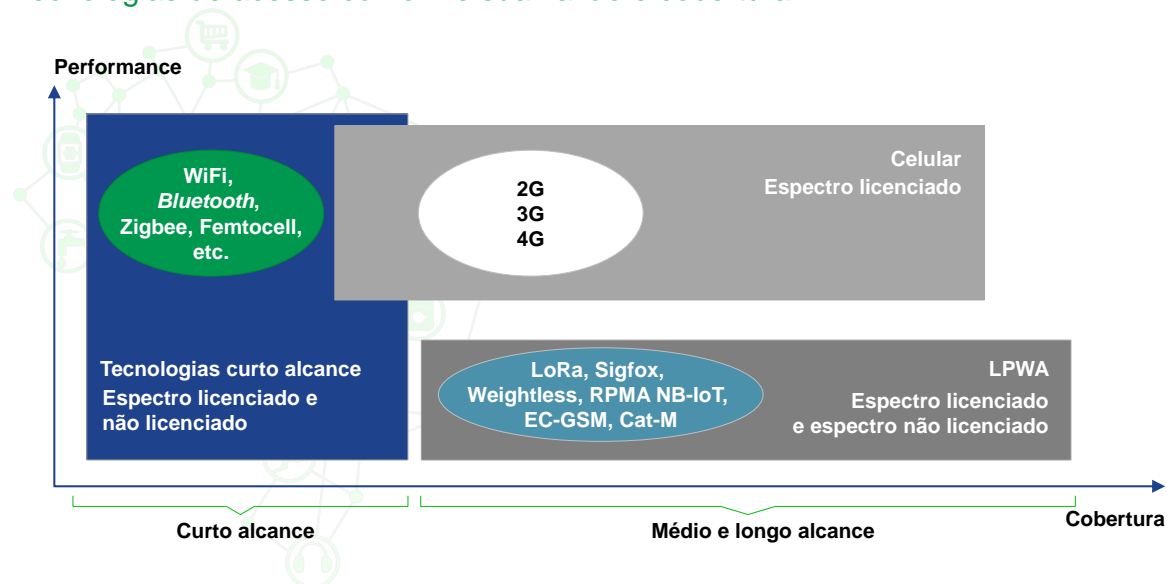 Performance
WiFi,
Bluetooth,
Zigbee, Femtocell,
etc.
2G
3G
4G
Celular
Espectro licenciado
Tecnologias curto alcance
Espectro licenciado e
não licenciado
LoRa, Sigfox,
Weightless, RPMA NB-IoT,
EC-GSM, Cat-M
LPWA
Espectro licenciado
e espectro não licenciado
Curto alcance
Médio e longo alcance
Cobertura